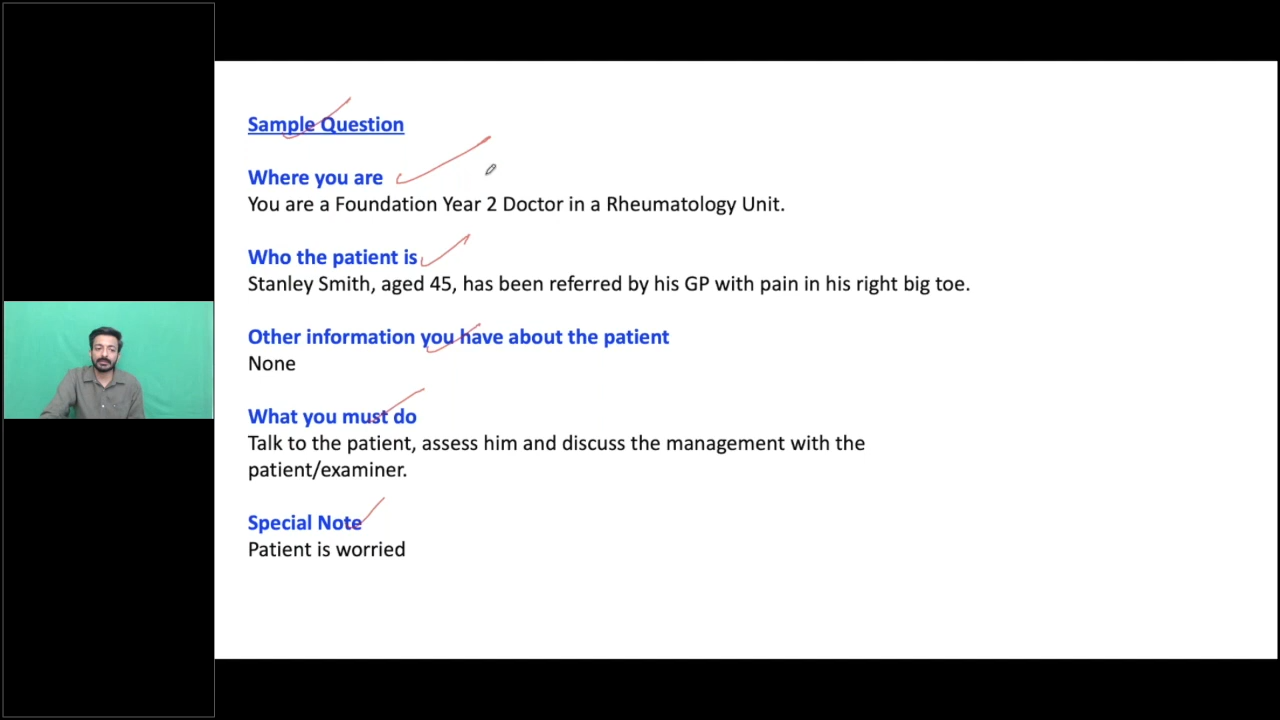 Sample Question
Where you are
You are a Foundation Year 2 Doctor in a Rheumatology Unit.
Who the patient is
Stanley Smith, aged 45, has been referred by his GP with pain in his right big toe.
Other information you have about the patient
None
What you must do
Talk to the patient, assess him and discuss the management with the
patient/examiner.
Special Note
Patient is worried